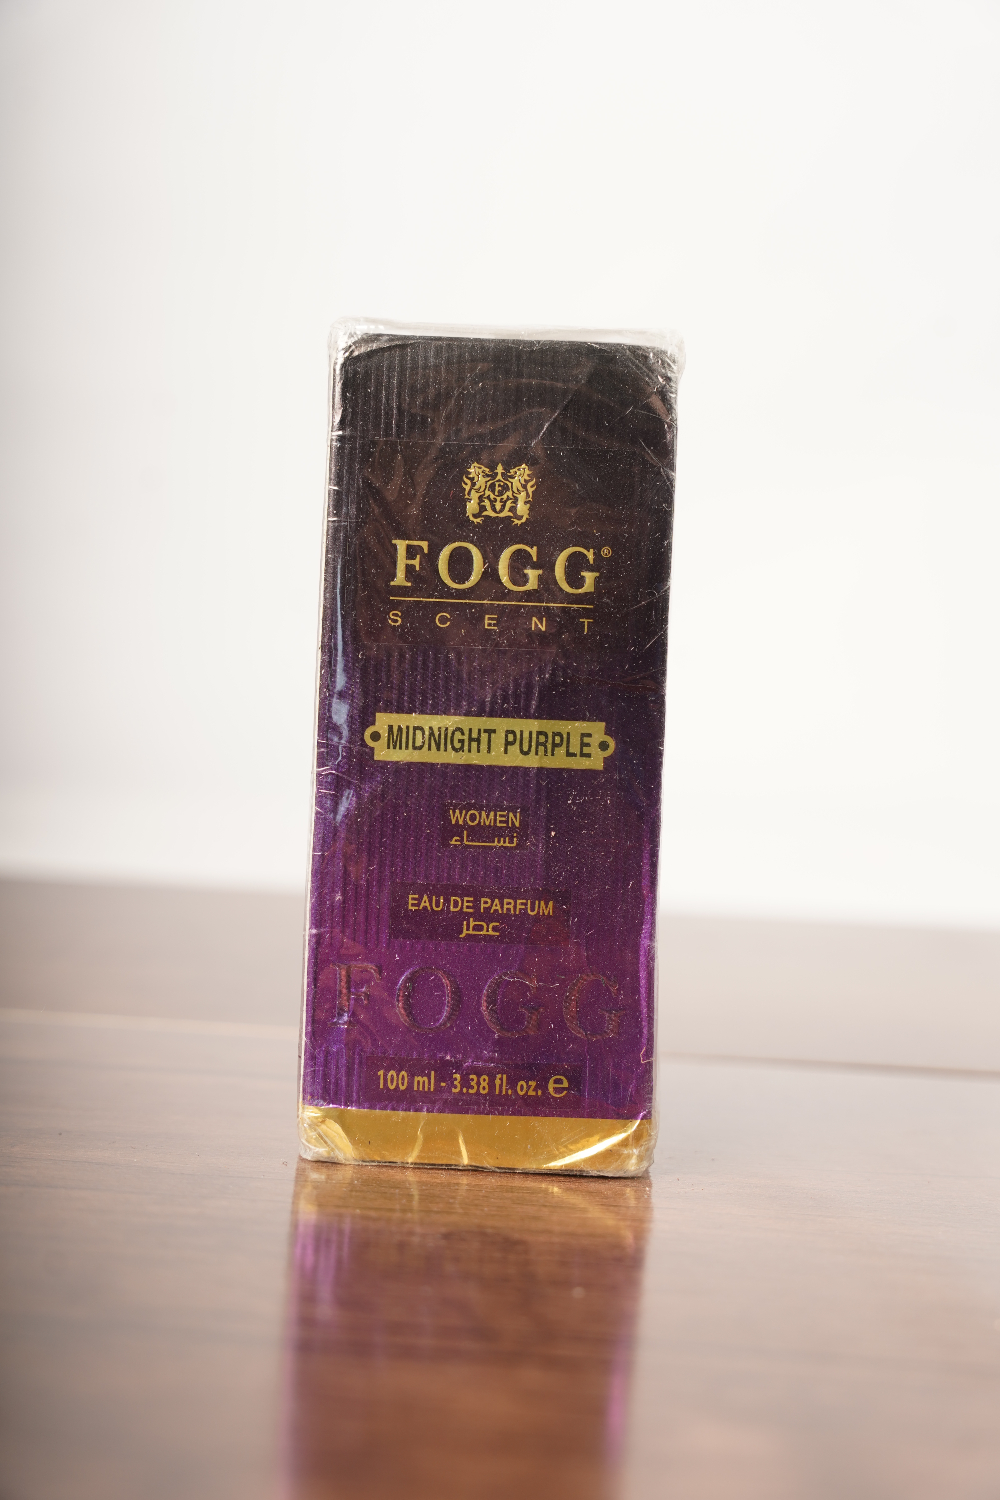 F
FOGG®
SCENT
MIDNIGHT PURPLE
WOMEN
نساء
EAU DE PARFUM
عطر
FOGG
100 ml - 3.38 fl. oz. e